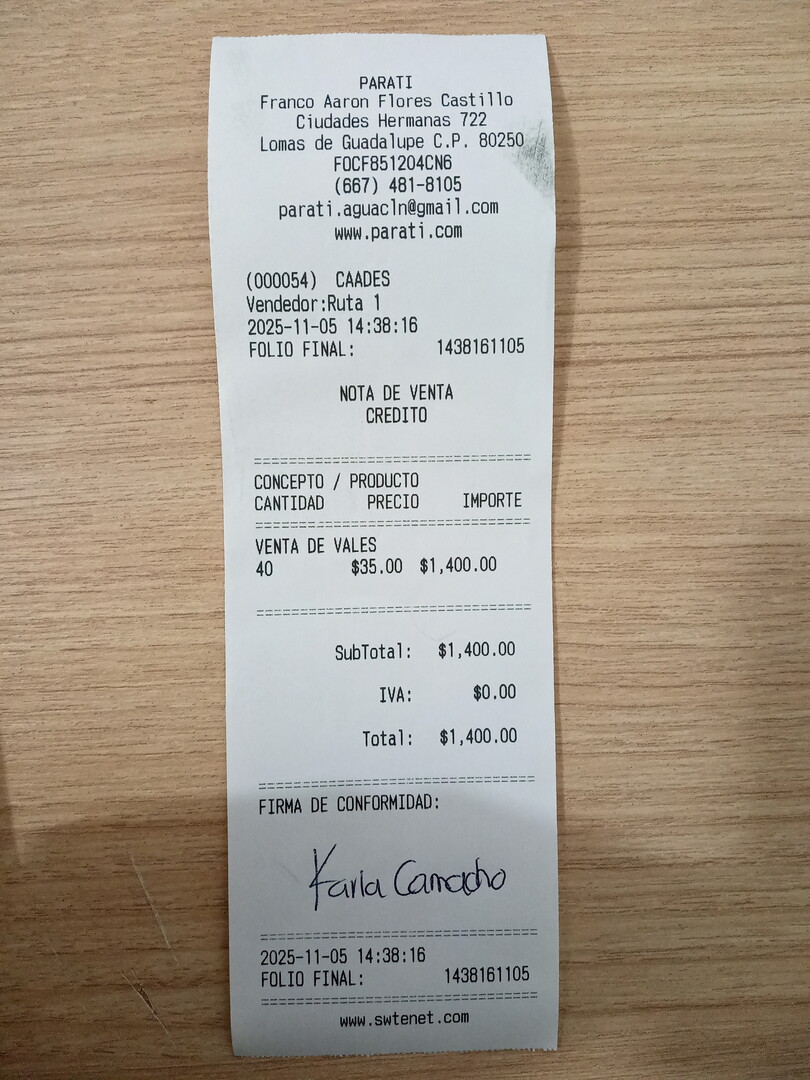 PARATI
Franco Aaron Flores Castillo
Ciudades Hermanas 722
Lomas de Guadalupe C.P. 80250
FOCF851204CN6
(667) 481-8105
parati.aguacln@gmail.com
www.parati.com
(000054) CAADES
Vendedor:Ruta 1
2025-11-05 14:38:16
FOLIO FINAL: 1438161105
NOTA DE VENTA
CREDITO
CONCEPTO / PRODUCTO
CANTIDAD PRECIO IMPORTE
VENTA DE VALES
40 $35.00 $1,400.00
SubTotal: $1,400.00
IVA: $0.00
Total: $1,400.00
FIRMA DE CONFORMIDAD:
Karla Camacho
2025-11-05 14:38:16
FOLIO FINAL: 1438161105
www.swtenet.com